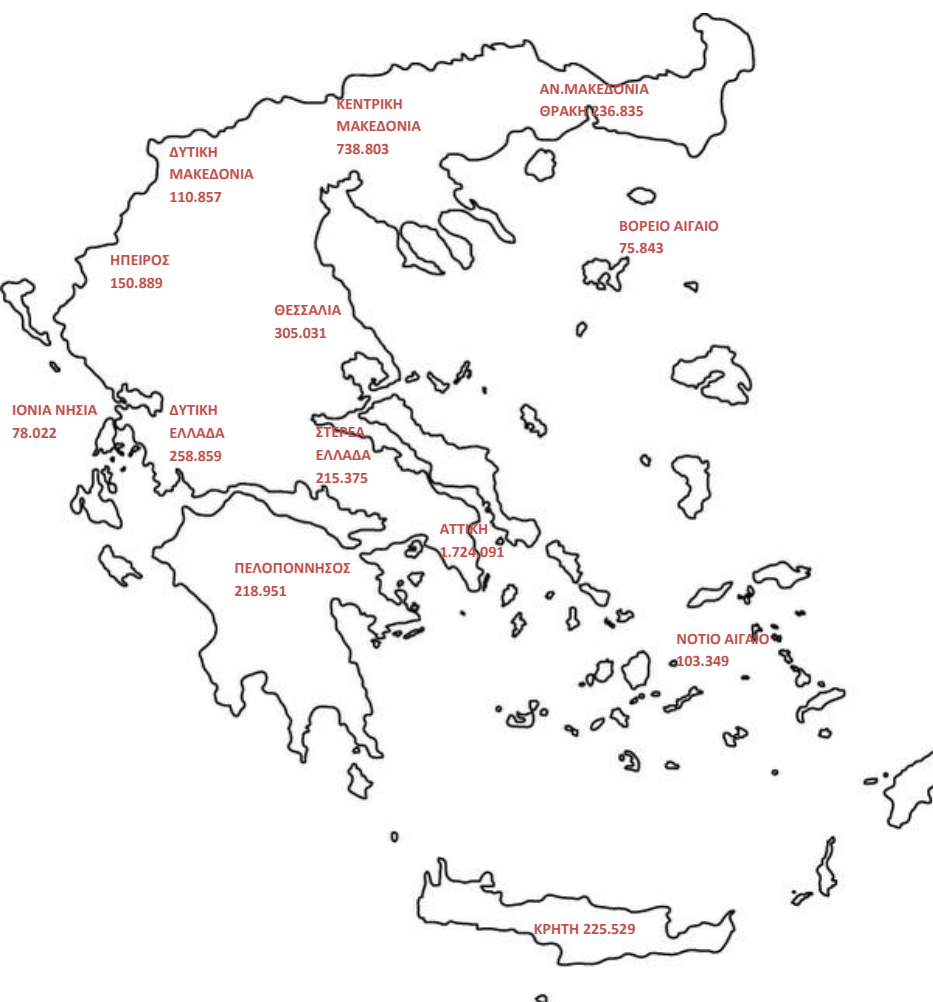 ΑΝ.ΜΑΚΕΔΟΝΙΑ
ΘΡΑΚΗ 236.835
ΚΕΝΤΡΙΚΗ
ΜΑΚΕΔΟΝΙΑ
738.803
ΔΥΤΙΚΗ
ΜΑΚΕΔΟΝΙΑ
110.857
ΒΟΡΕΙΟ ΑΙΓΑΙΟ
75.843
ΗΠΕΙΡΟΣ
150.889
ΘΕΣΣΑΛΙΑ
305.031
ΙΟΝΙΑ ΝΗΣΙΑ
78.022
ΔΥΤΙΚΗ
ΕΛΛΑΔΑ
258.859
ΣΤΕΡΕΑ
ΕΛΛΑΔΑ
215.375
ΑΤΤΙΚΗ
1.724.091
ΠΕΛΟΠΟΝΝΗΣΟΣ
218.951
ΝΟΤΙΟ ΑΙΓΑΙΟ
103.349
ΚΡΗΤΗ 225.529